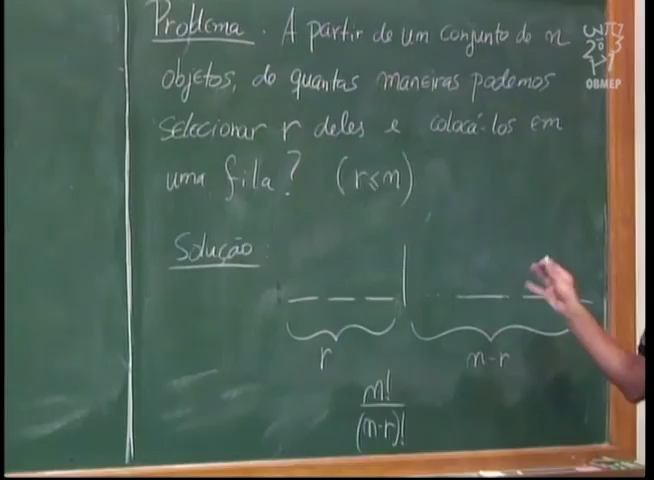 Problema. A partir de um conjunto de n
objetos, de quantas maneiras podemos
selecionar r deles e colocá-los em
uma fila? (r≤n)
Solução:
r
n-r
n!
(n-r)!
OBMEP